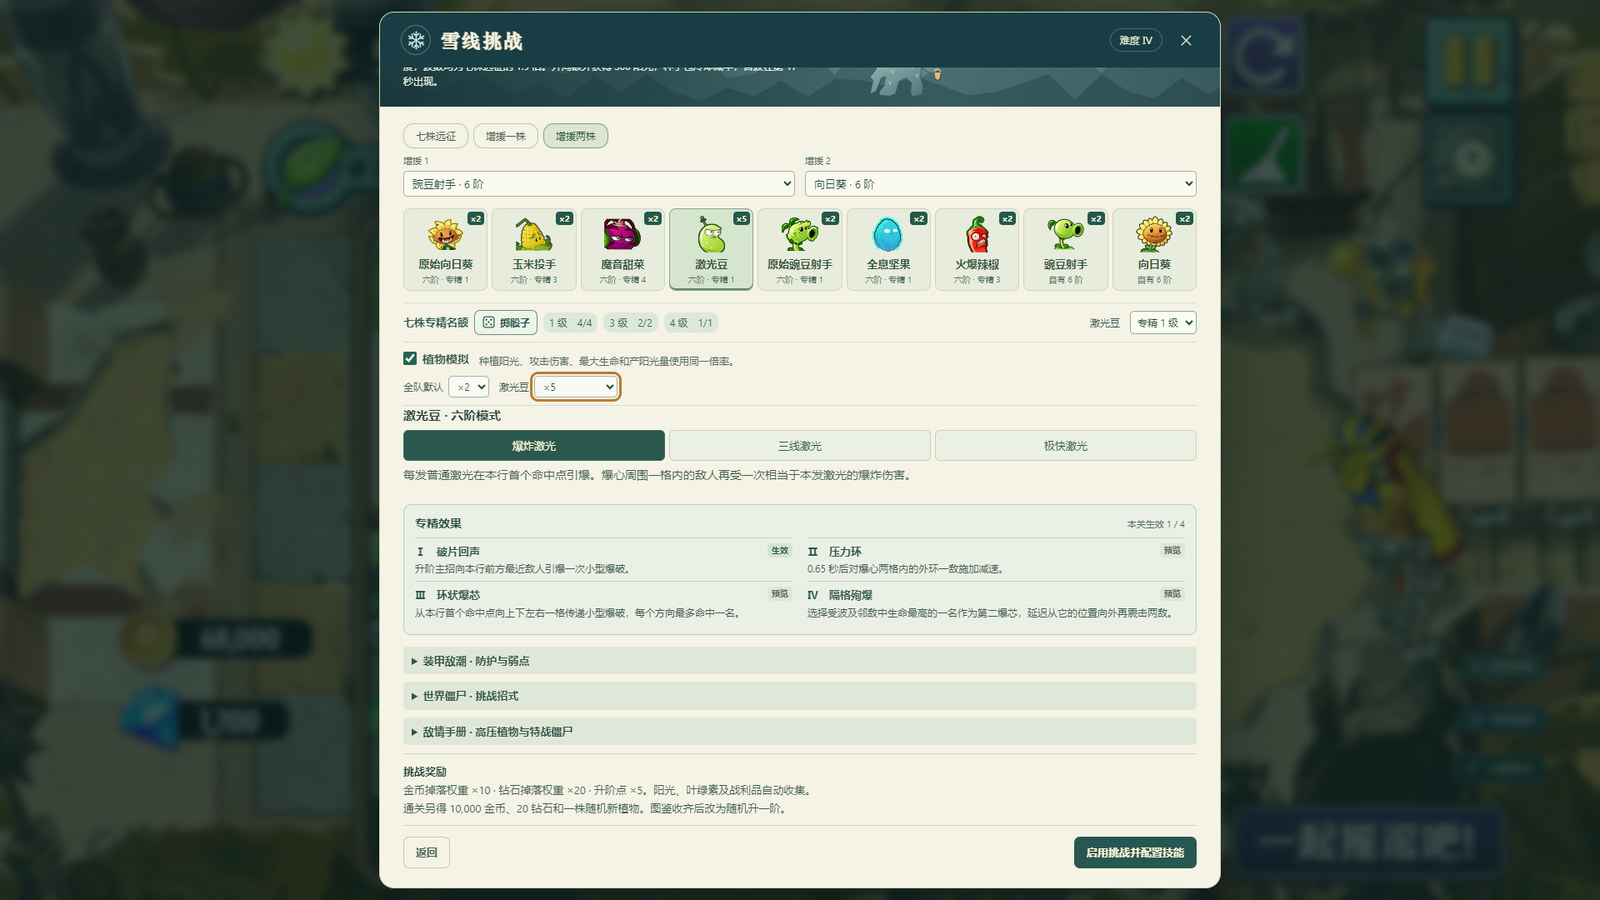 雪线挑战
难度 IV
秒出现。
七株远征
增援一株
增援两株
增援 1
增援 2
豌豆射手 · 6 阶
向日葵 · 6 阶
×2
×2
×2
×5
×2
×2
×2
×2
×2
原始向日葵
玉米投手
魔音甜菜
激光豆
原始豌豆射手
全息坚果
火爆辣椒
豌豆射手
向日葵
六阶 · 专精 1
六阶 · 专精 3
六阶 · 专精 4
六阶 · 专精 1
六阶 · 专精 1
六阶 · 专精 1
六阶 · 专精 3
自有 6 阶
自有 6 阶
七株专精名额
掷骰子
1 级 4/4
3 级 2/2
4 级 1/1
激光豆
专精 1 级
植物模拟
种植阳光、攻击伤害、最大生命和产阳光量使用同一倍率。
全队默认
×2
激光豆
×5
激光豆 · 六阶模式
爆炸激光
三线激光
极快激光
每发普通激光在本行首个命中点引爆。爆心周围一格内的敌人再受一次相当于本发激光的爆炸伤害。
专精效果
本关生效 1 / 4
I 破片回声
生效
升阶主招向本行前方最近敌人引爆一次小型爆破。
II 压力环
预览
0.65 秒后对爆心两格内的外环一敌施加减速。
III 环状爆芯
预览
从本行首个命中点向上下左右一格传递小型爆破，每个方向最多命中一名。
IV 隔格殉爆
预览
选择受波及邻敌中生命最高的一名作为第二爆芯，延迟从它的位置向外再震击两敌。
▶ 装甲敌潮 · 防护与弱点
▶ 世界僵尸 · 挑战招式
▶ 敌情手册 · 高压植物与特战僵尸
挑战奖励
金币掉落权重 ×10 · 钻石掉落权重 ×20 · 升阶点 ×5。阳光、叶绿素及战利品自动收集。
通关另得 10,000 金币、20 钻石和一株随机新植物。图鉴收齐后改为随机升一阶。
返回
启用挑战并配置技能
60,000
1,700
一起摇滚吧!